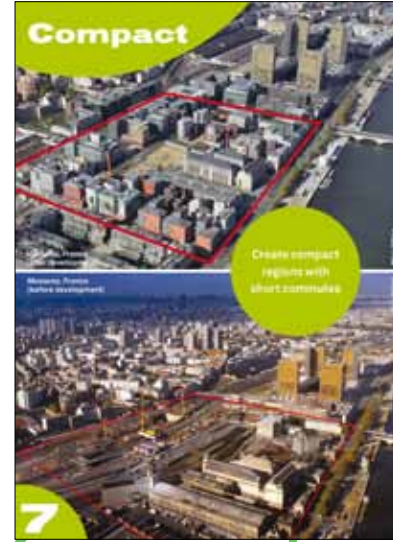 Compact
Create compact
regions with
short commutes
Massena, France
(before development)
7